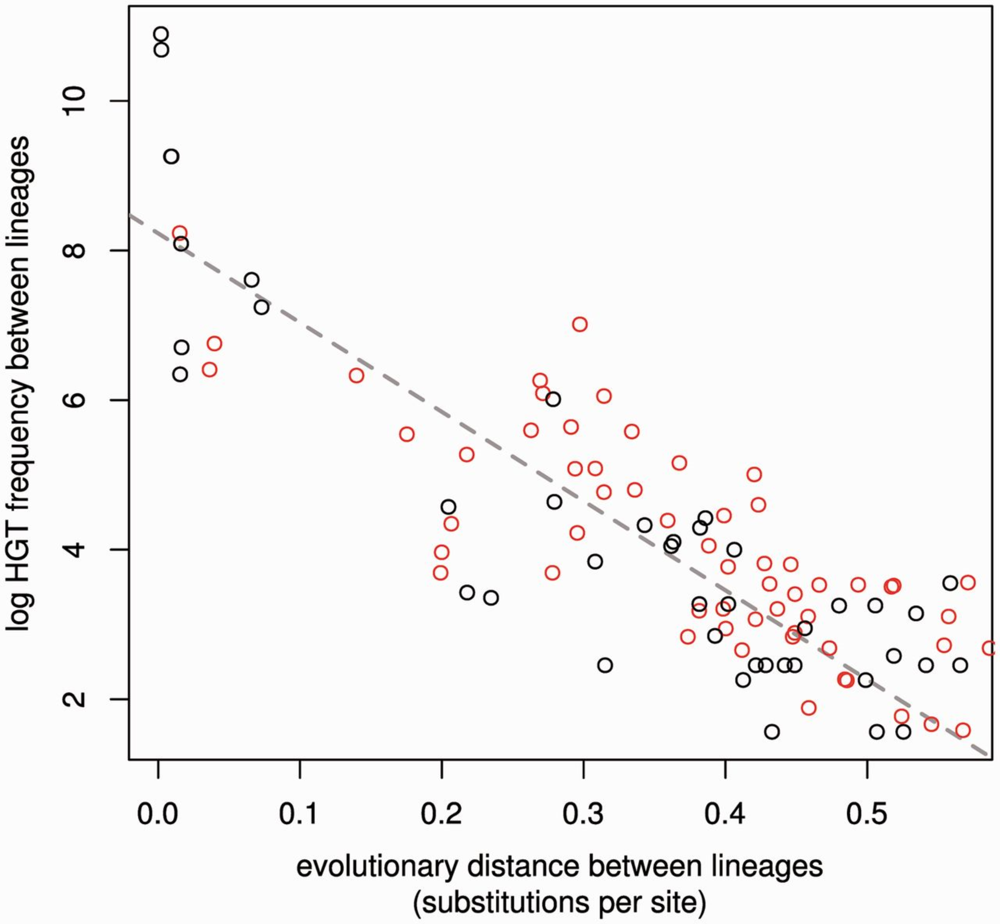 log HGT frequency between lineages
10
8
6
4
2
0.0 0.1 0.2 0.3 0.4 0.5
evolutionary distance between lineages
(substitutions per site)